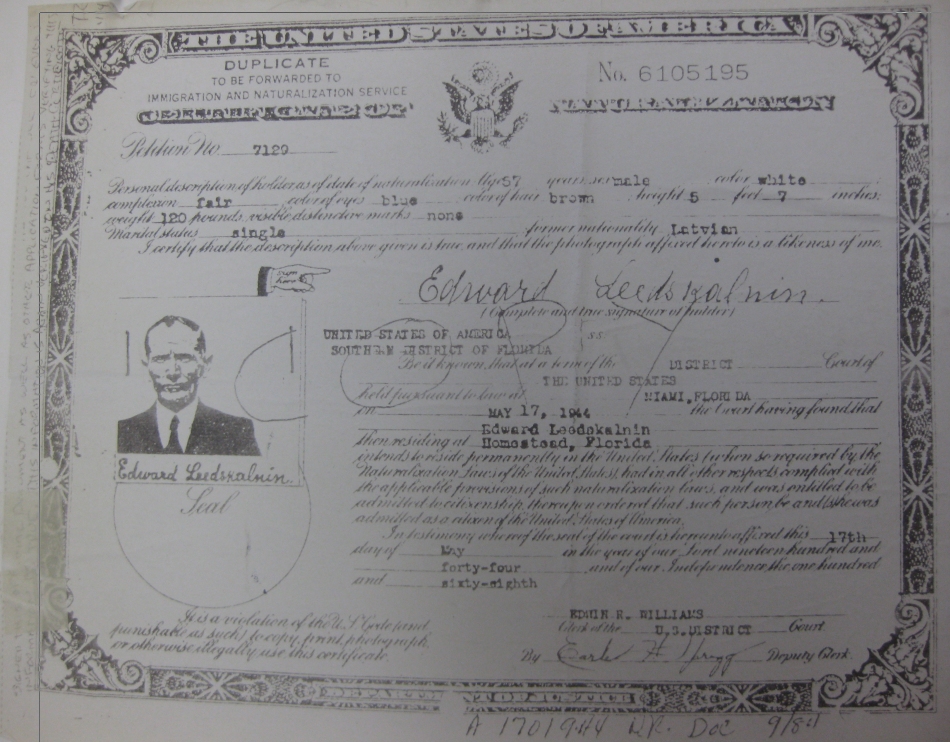 THE UNITED STATES OF AMERICA
DUPLICATE
TO BE FORWARDED TO
IMMIGRATION AND NATURALIZATION SERVICE
No. 6105195
CERTIFICATE OF NATURALIZATION
Petition No. 7129
Personal description of holder as of date of naturalization: Age 57 years, sex male color white
complexion fair color of eyes blue color of hair brown height 5 feet 7 inches,
weight 120 pounds, visible distinctive marks none
Marital status single former nationality Latvian
I certify that the description above given is true and that the photograph affixed hereto is a likeness of me.
Sign here
Edward Leedskalnin.
(Complete and true signature of holder)
UNITED STATES OF AMERICA
SOUTHERN DISTRICT OF FLORIDA
ss
Be it known that at a term of the DISTRICT Court of
THE UNITED STATES
held pursuant to law at MIAMI, FLORIDA
on MAY 17, 1944 the Court having found that
Edward Leedskalnin
then residing at Homestead, Florida
intends to reside permanently in the United States (when so required by the
Naturalization Laws of the United States), had in all other respects complied with
the applicable provisions of such naturalization laws, and was entitled to be
admitted to citizenship, thereupon ordered that such person be and (s)he was
admitted as a citizen of the United States of America.
In testimony whereof the seal of the court is hereunto affixed this 17th
day of May in the year of our Lord nineteen hundred and
forty-four and of our Independence the one hundred
and sixty-eighth
Edward Leedskalnin.
Seal
It is a violation of the U.S. Code (and
punishable as such) to copy, print, photograph,
or otherwise illegally use this certificate.
EDWIN R. WILLIAMS
Clerk of the U.S. DISTRICT Court.
By Deputy Clerk.
A 1701944